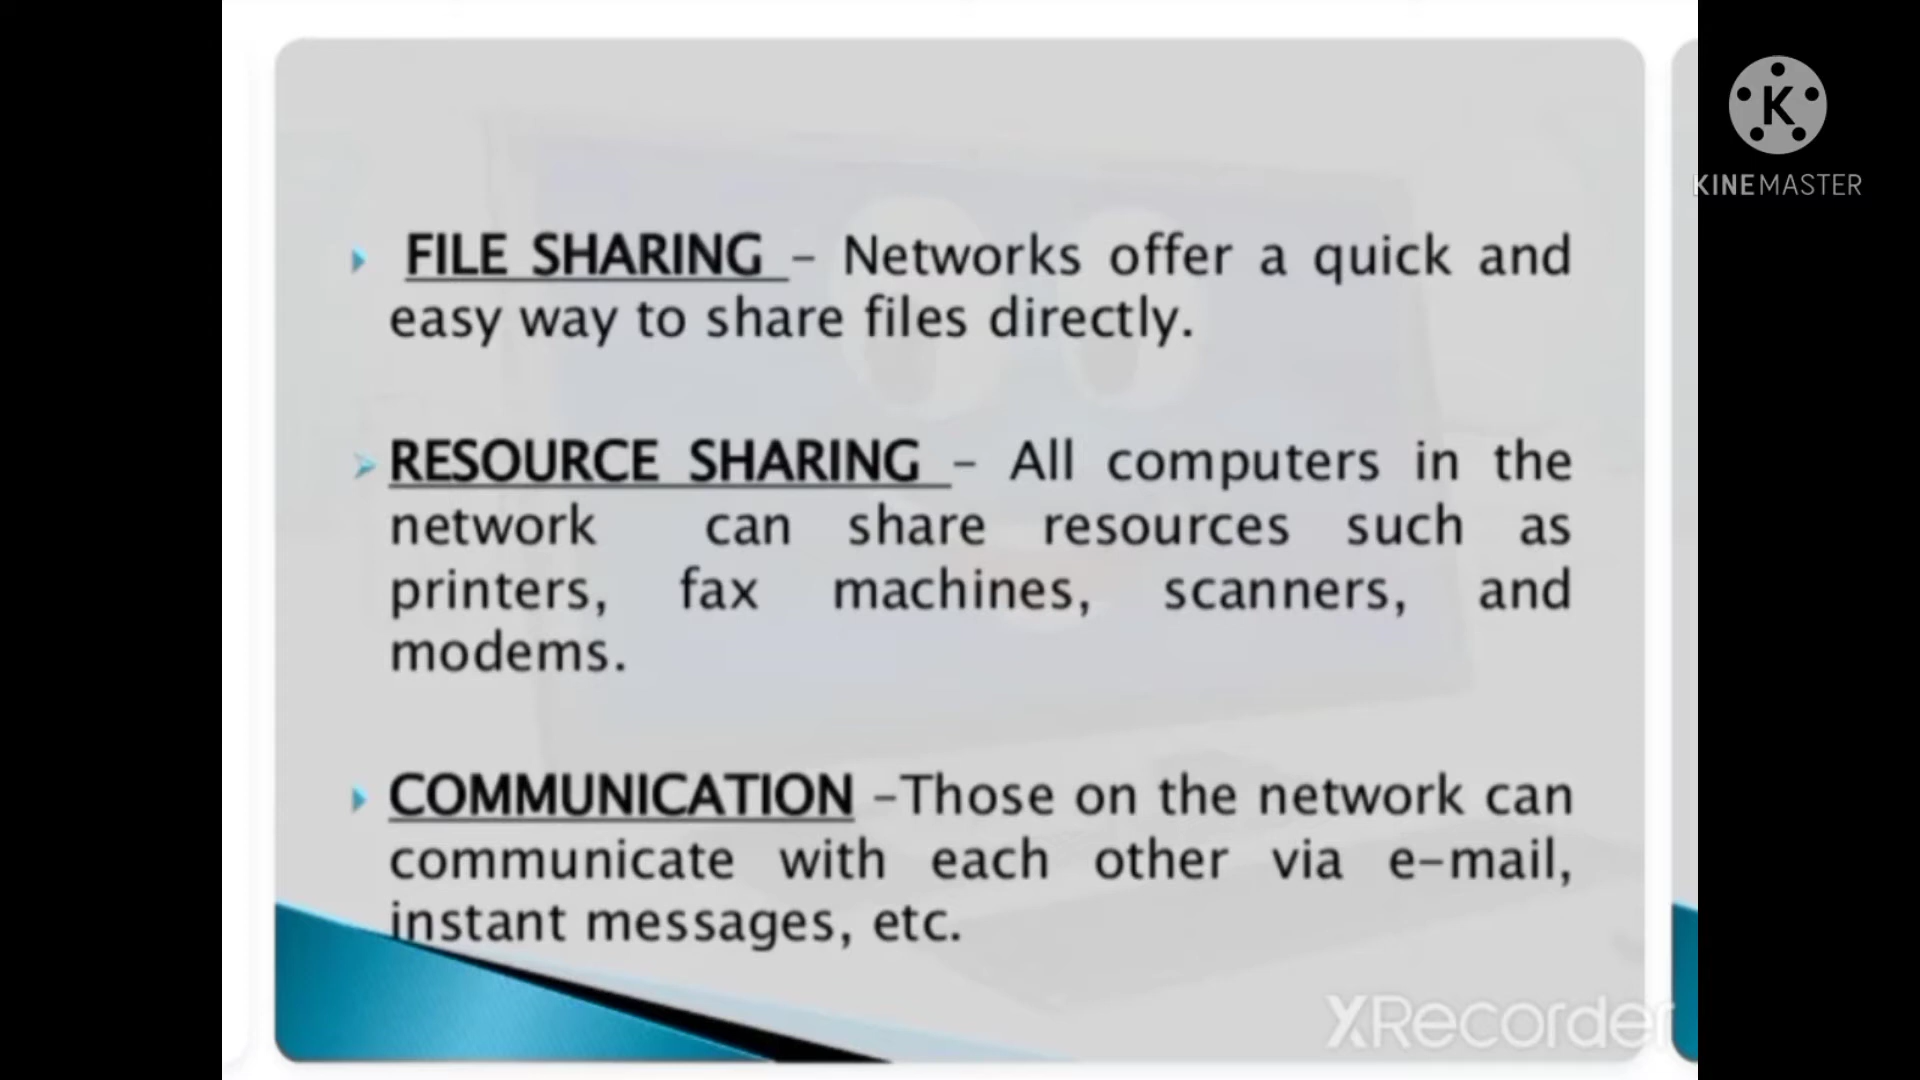 FILE SHARING – Networks offer a quick and
easy way to share files directly.
RESOURCE SHARING – All computers in the
network can share resources such as
printers, fax machines, scanners, and
modems.
COMMUNICATION –Those on the network can
communicate with each other via e-mail,
instant messages, etc.
K
KINEMASTER
XRecorder